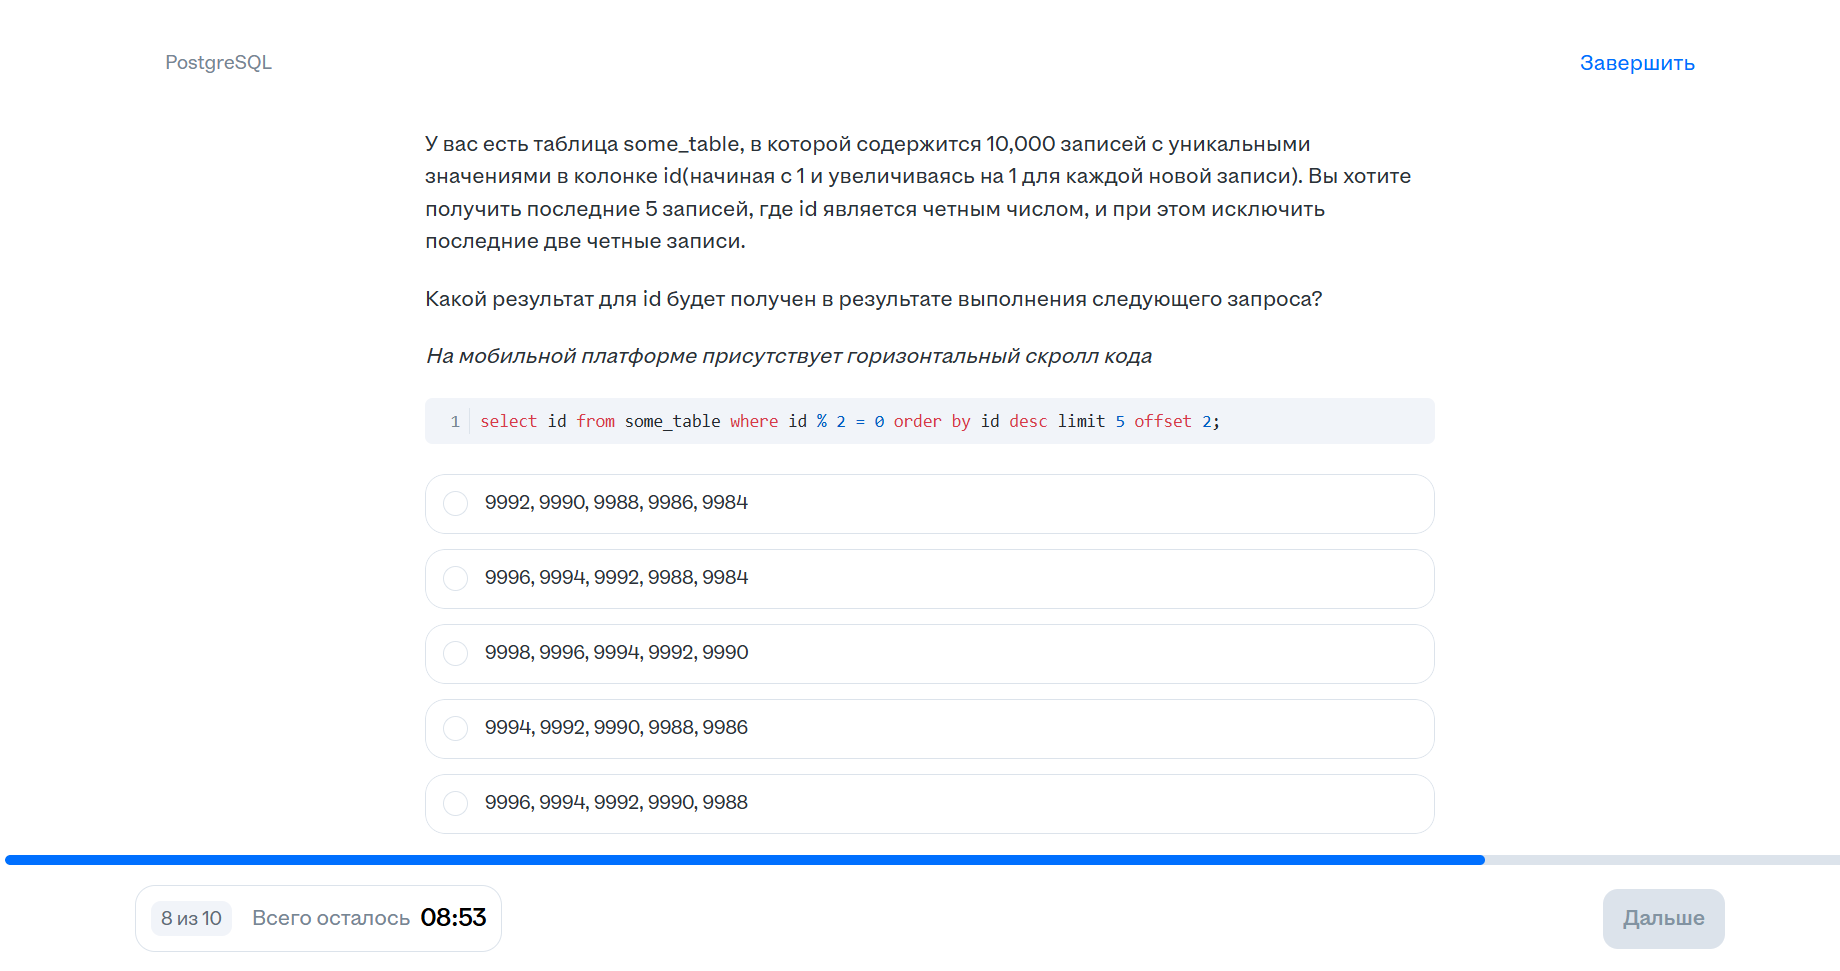 PostgreSQL
Завершить
У вас есть таблица some_table, в которой содержится 10,000 записей с уникальными
значениями в колонке id(начиная с 1 и увеличиваясь на 1 для каждой новой записи). Вы хотите
получить последние 5 записей, где id является четным числом, и при этом исключить
последние две четные записи.
Какой результат для id будет получен в результате выполнения следующего запроса?
На мобильной платформе присутствует горизонтальный скролл кода
1 select id from some_table where id % 2 = 0 order by id desc limit 5 offset 2;
9992, 9990, 9988, 9986, 9984
9996, 9994, 9992, 9988, 9984
9998, 9996, 9994, 9992, 9990
9994, 9992, 9990, 9988, 9986
9996, 9994, 9992, 9990, 9988
8 из 10 Всего осталось 08:53
Дальше